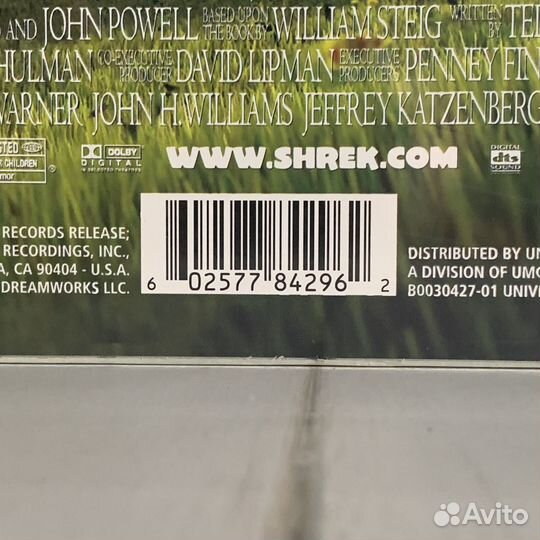 AND JOHN POWELL BASED UPON THE BOOK BY WILLIAM STEIG WRITTEN BY
HULMAN CO-EXECUTIVE PRODUCER DAVID LIPMAN EXECUTIVE PRODUCERS PENNEY FIN
WARNER JOHN H. WILLIAMS JEFFREY KATZENBERG
DOLBY DIGITAL
IN SELECTED THEATRES
WWW.SHREK.COM
DIGITAL dts SOUND
RECORDS RELEASE;
RECORDINGS, INC.,
A, CA 90404 - U.S.A.
DREAMWORKS LLC.
6 02577 84296 2
DISTRIBUTED BY UN
A DIVISION OF UMG
B0030427-01 UNIV
Avito